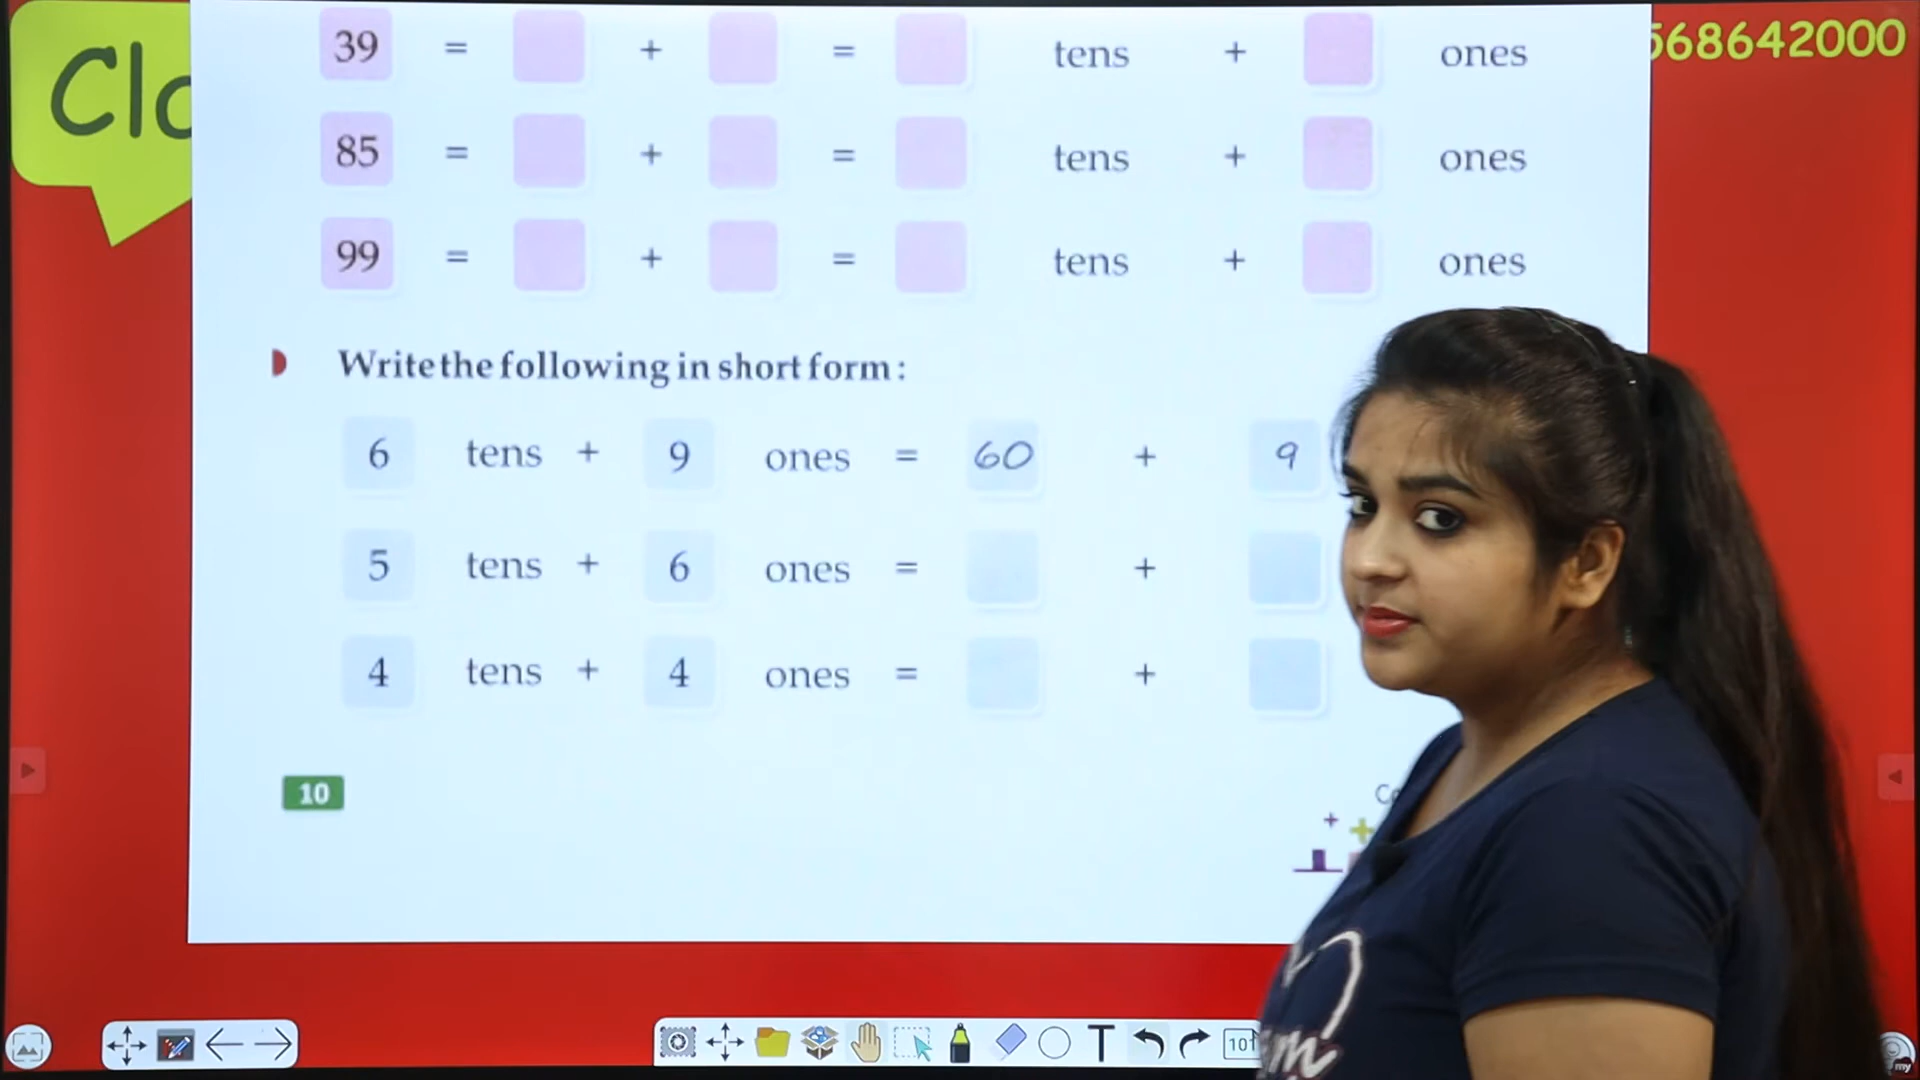 Clo
568642000
39 = + = tens + ones
85 = + = tens + ones
99 = + = tens + ones
Write the following in short form :
6 tens + 9 ones = 60 + 9
5 tens + 6 ones = +
4 tens + 4 ones = +
10
T